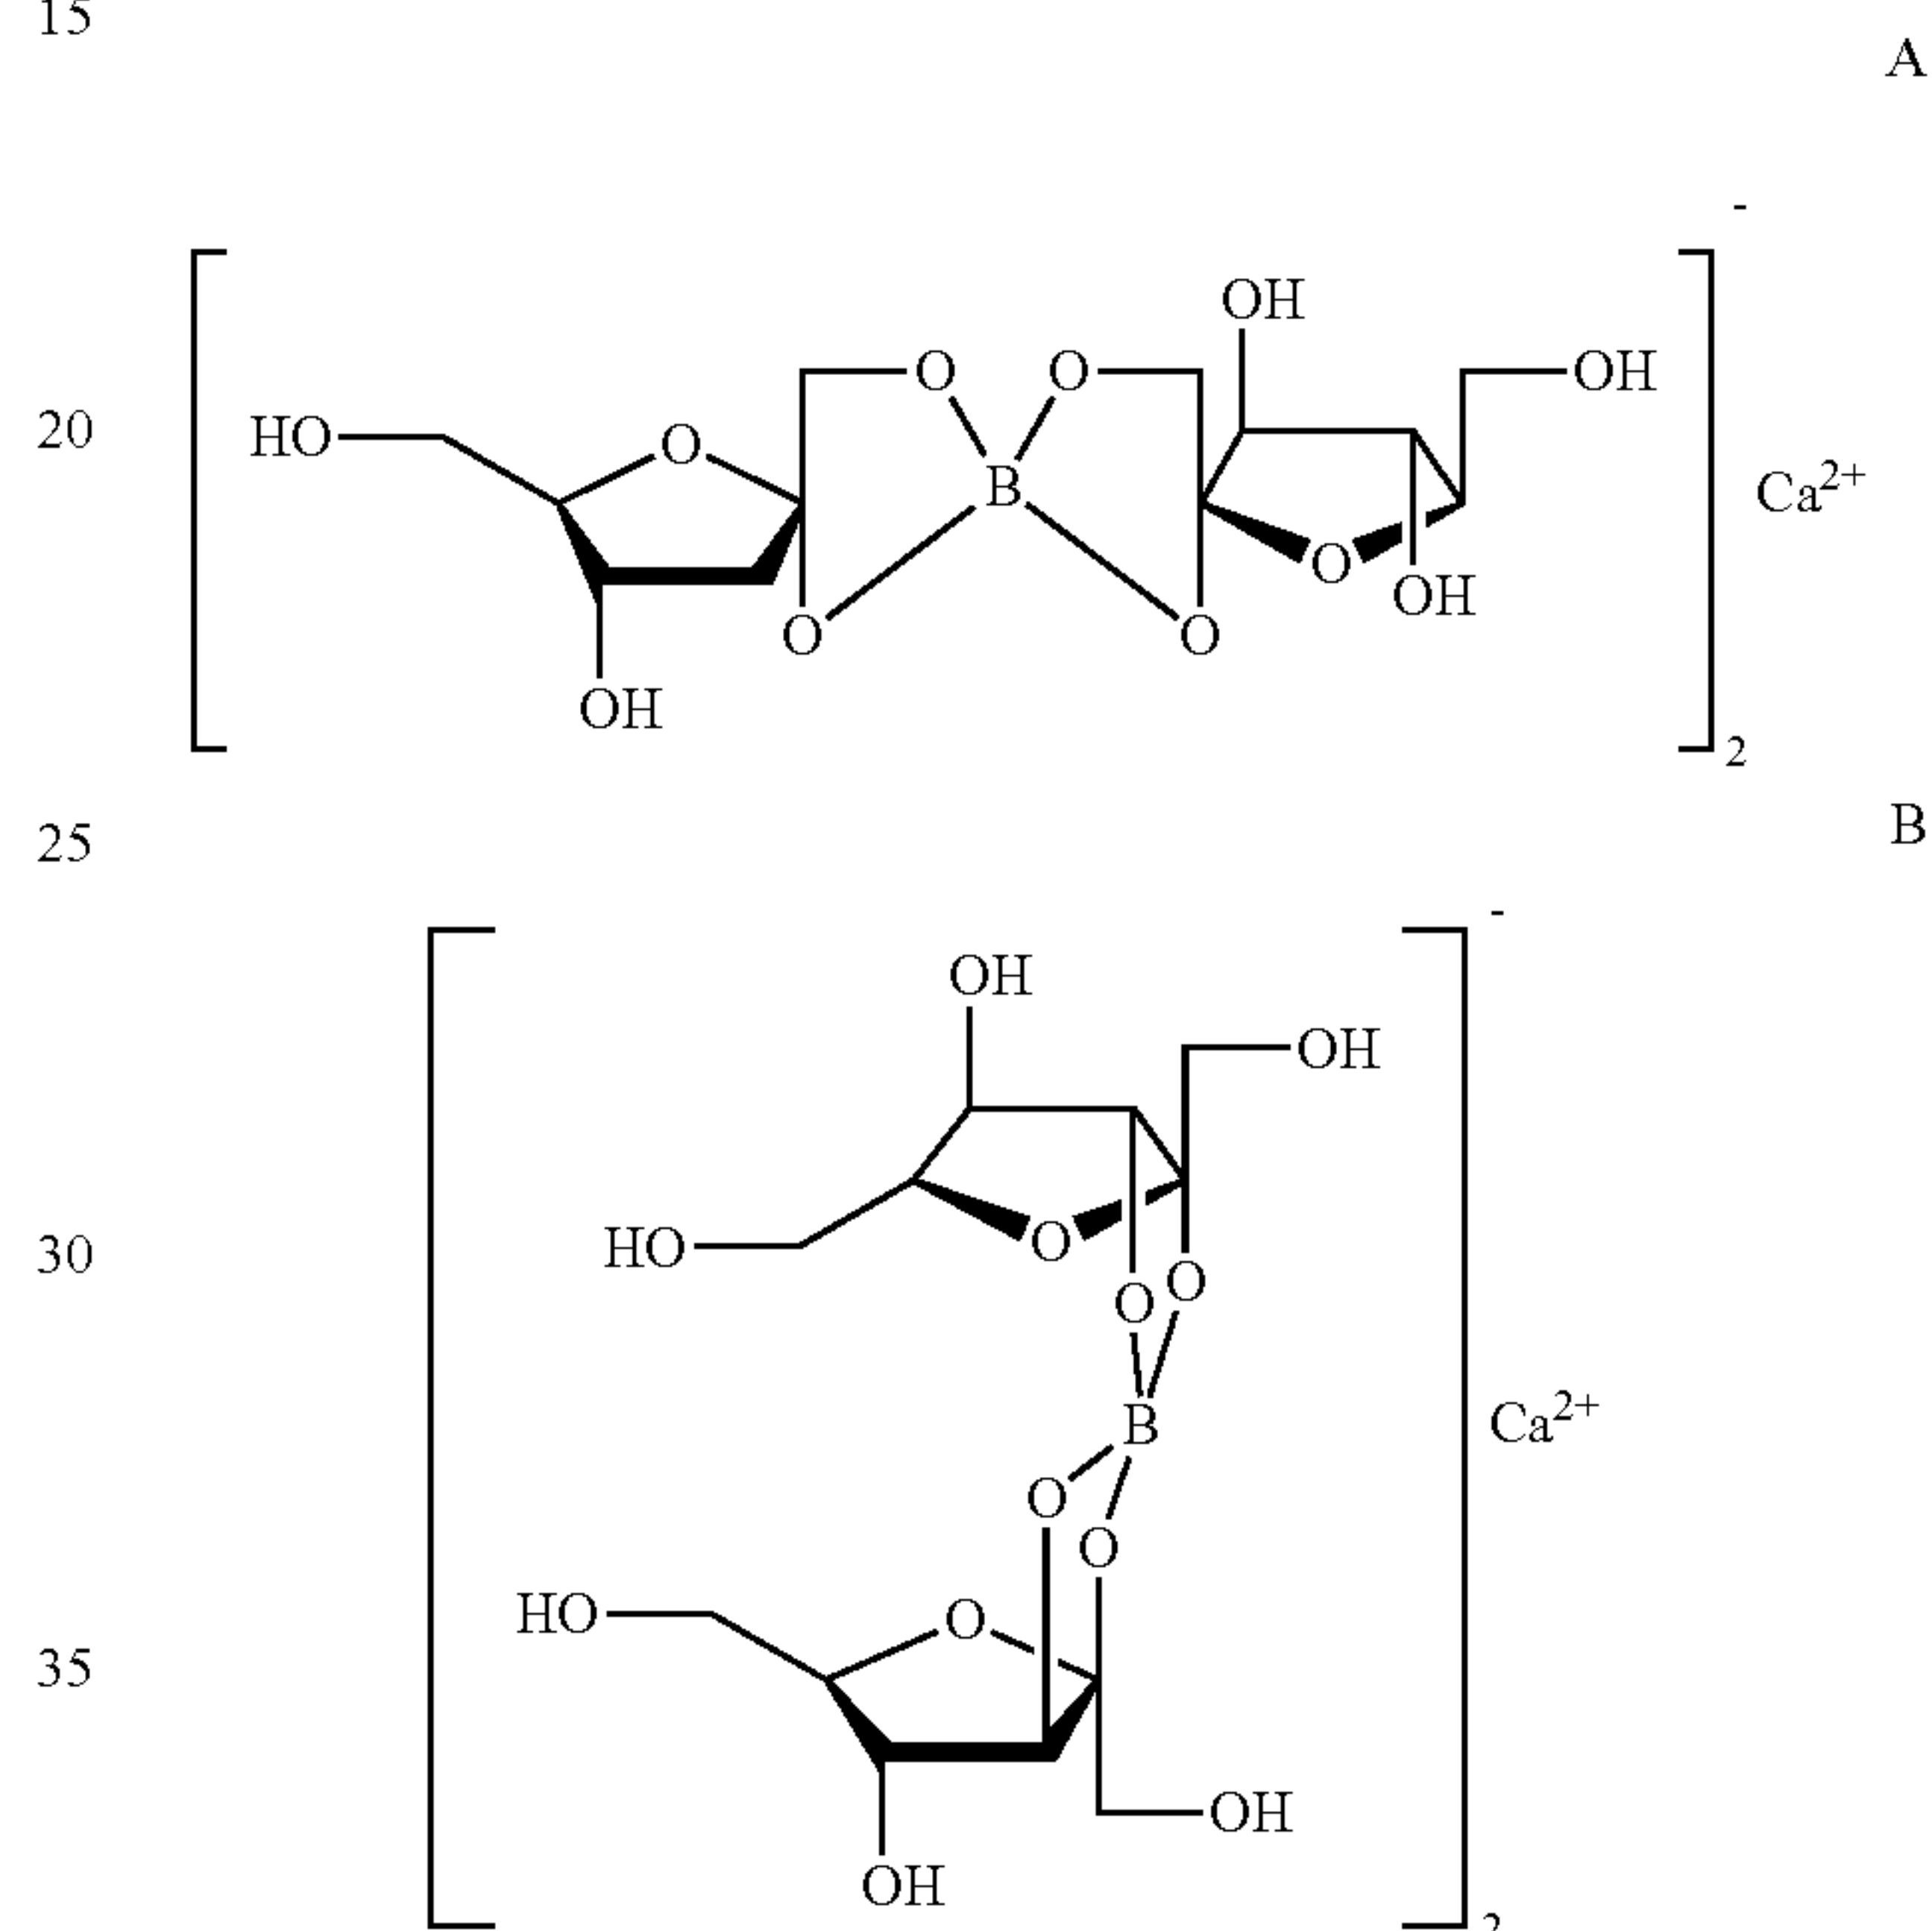 15
A
-
OH
O O OH
20 HO O B Ca2+
O OH
O O
OH
2
25 B
-
OH
OH
30 HO O O
O
B Ca2+
O
O
HO O
35
OH
OH
2